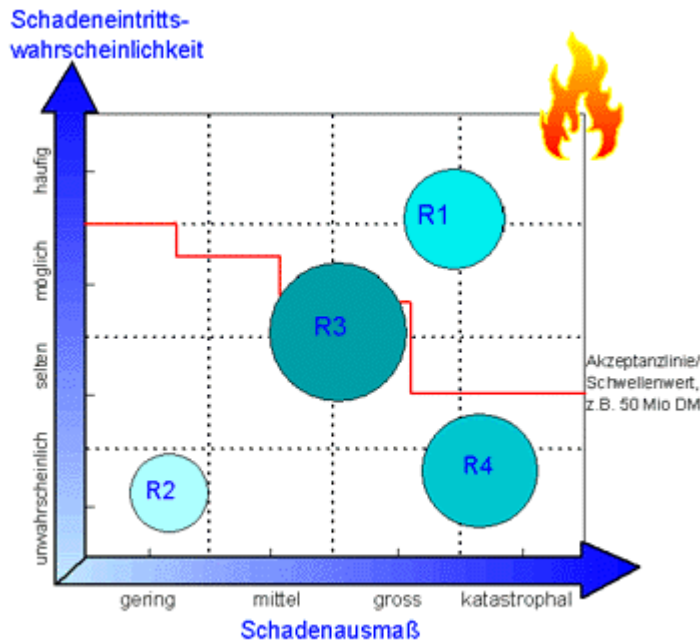 Schadeneintritts-
wahrscheinlichkeit
häufig
möglich
selten
unwahrscheinlich
R1
R3
R2
R4
Akzeptanzlinie/
Schwellenwert,
z.B. 50 Mio DM
gering mittel gross katastrophal
Schadenausmaß